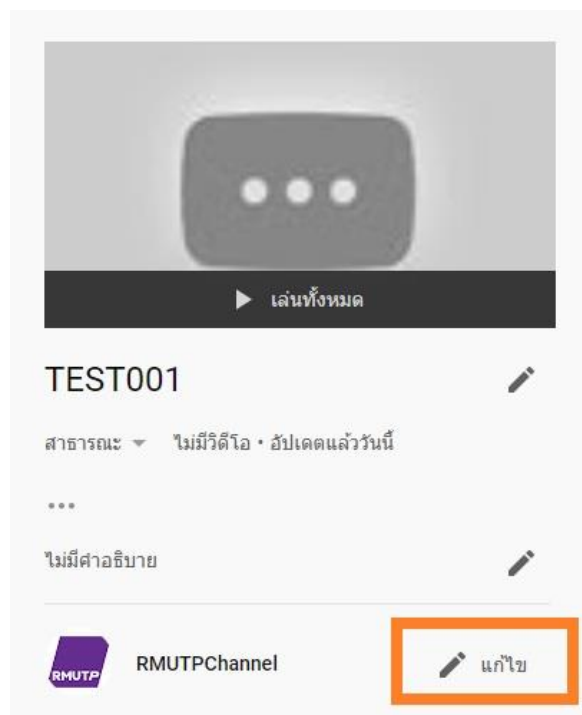 เล่นทั้งหมด
TEST001
สาธารณะ ไม่มีวิดีโอ • อัปเดตแล้ววันนี้
ไม่มีคำอธิบาย
RMUTP RMUTPChannel แก้ไข